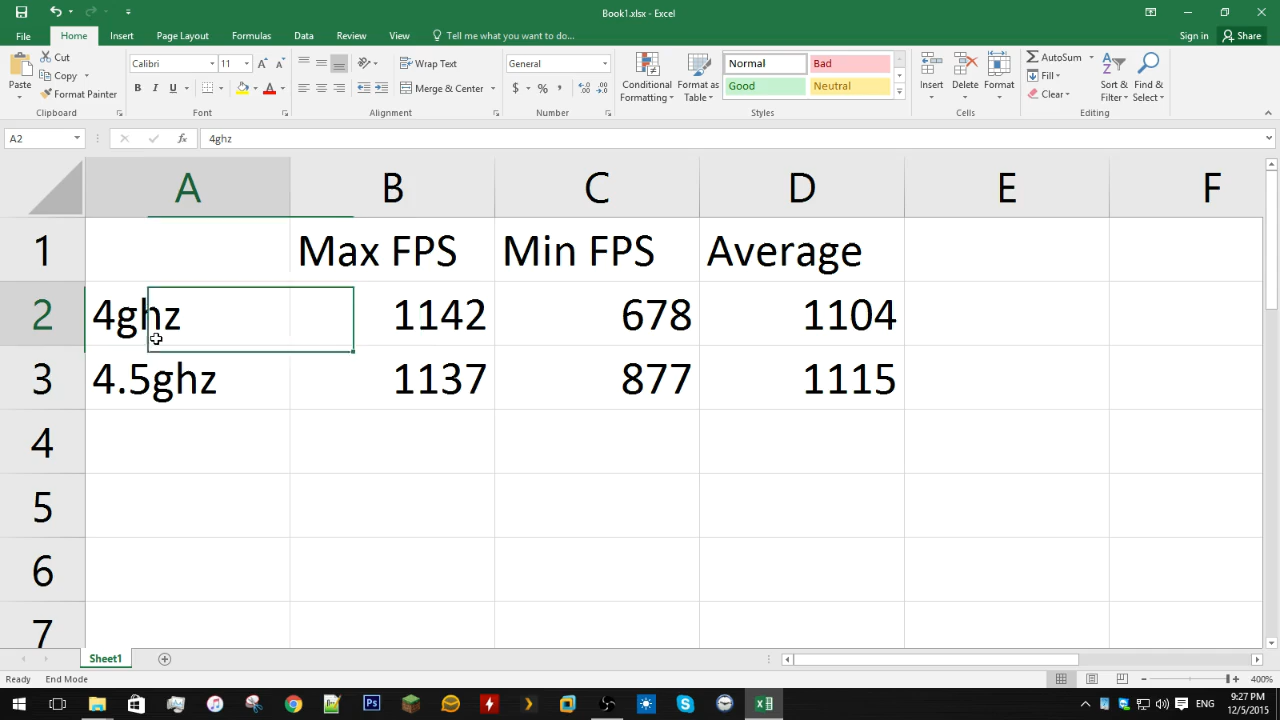 Book1.xlsx - Excel
File Home Insert Page Layout Formulas Data Review View Tell me what you want to do... Sign in Share
Paste Cut Copy Format Painter Clipboard
Calibri B I U Font
Wrap Text Merge & Center Alignment
General $ % , Number
Conditional Formatting Format as Table Normal Bad Good Neutral Styles
Insert Delete Format Cells
AutoSum Fill Clear Sort & Filter Find & Select Editing
A2 fx 4ghz
A B C D E F
1 Max FPS Min FPS Average
2 4ghz 1142 678 1104
3 4.5ghz 1137 877 1115
4
5
6
7
Sheet1
Ready End Mode 400%
ENG 9:27 PM
12/5/2015